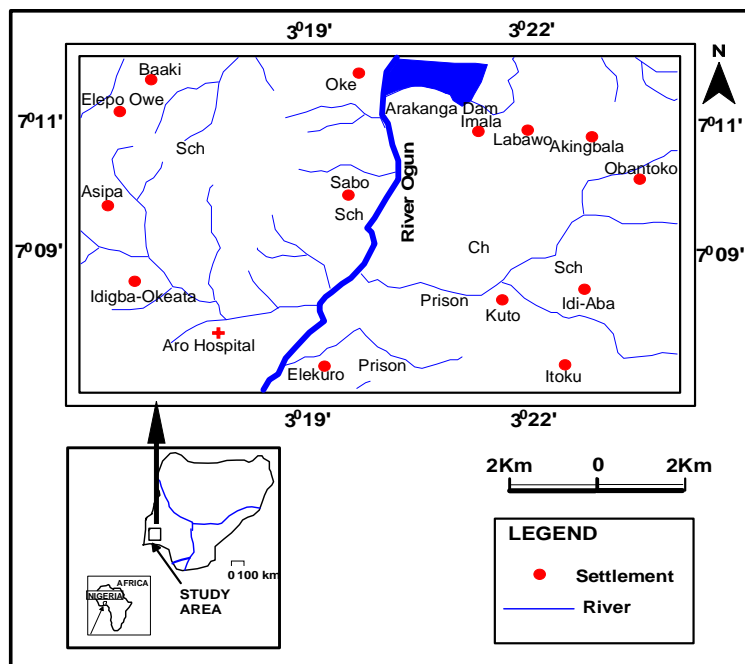 3⁰19' 3⁰22'
N
Baaki
Oke
Elepo Owe
Arakanga Dam
7⁰11' 7⁰11'
Imala
Labawo
Akingbala
Sch
Obantoko
Sabo
Asipa
Sch
River Ogun
7⁰09' 7⁰09'
Ch
Sch
Idigba-Okeata
Prison
Kuto
Idi-Aba
Aro Hospital
Elekuro
Prison
Itoku
3⁰19' 3⁰22'
2Km 0 2Km
LEGEND
Settlement
River
0 100 km
STUDY
AREA
AFRICA
NIGERIA